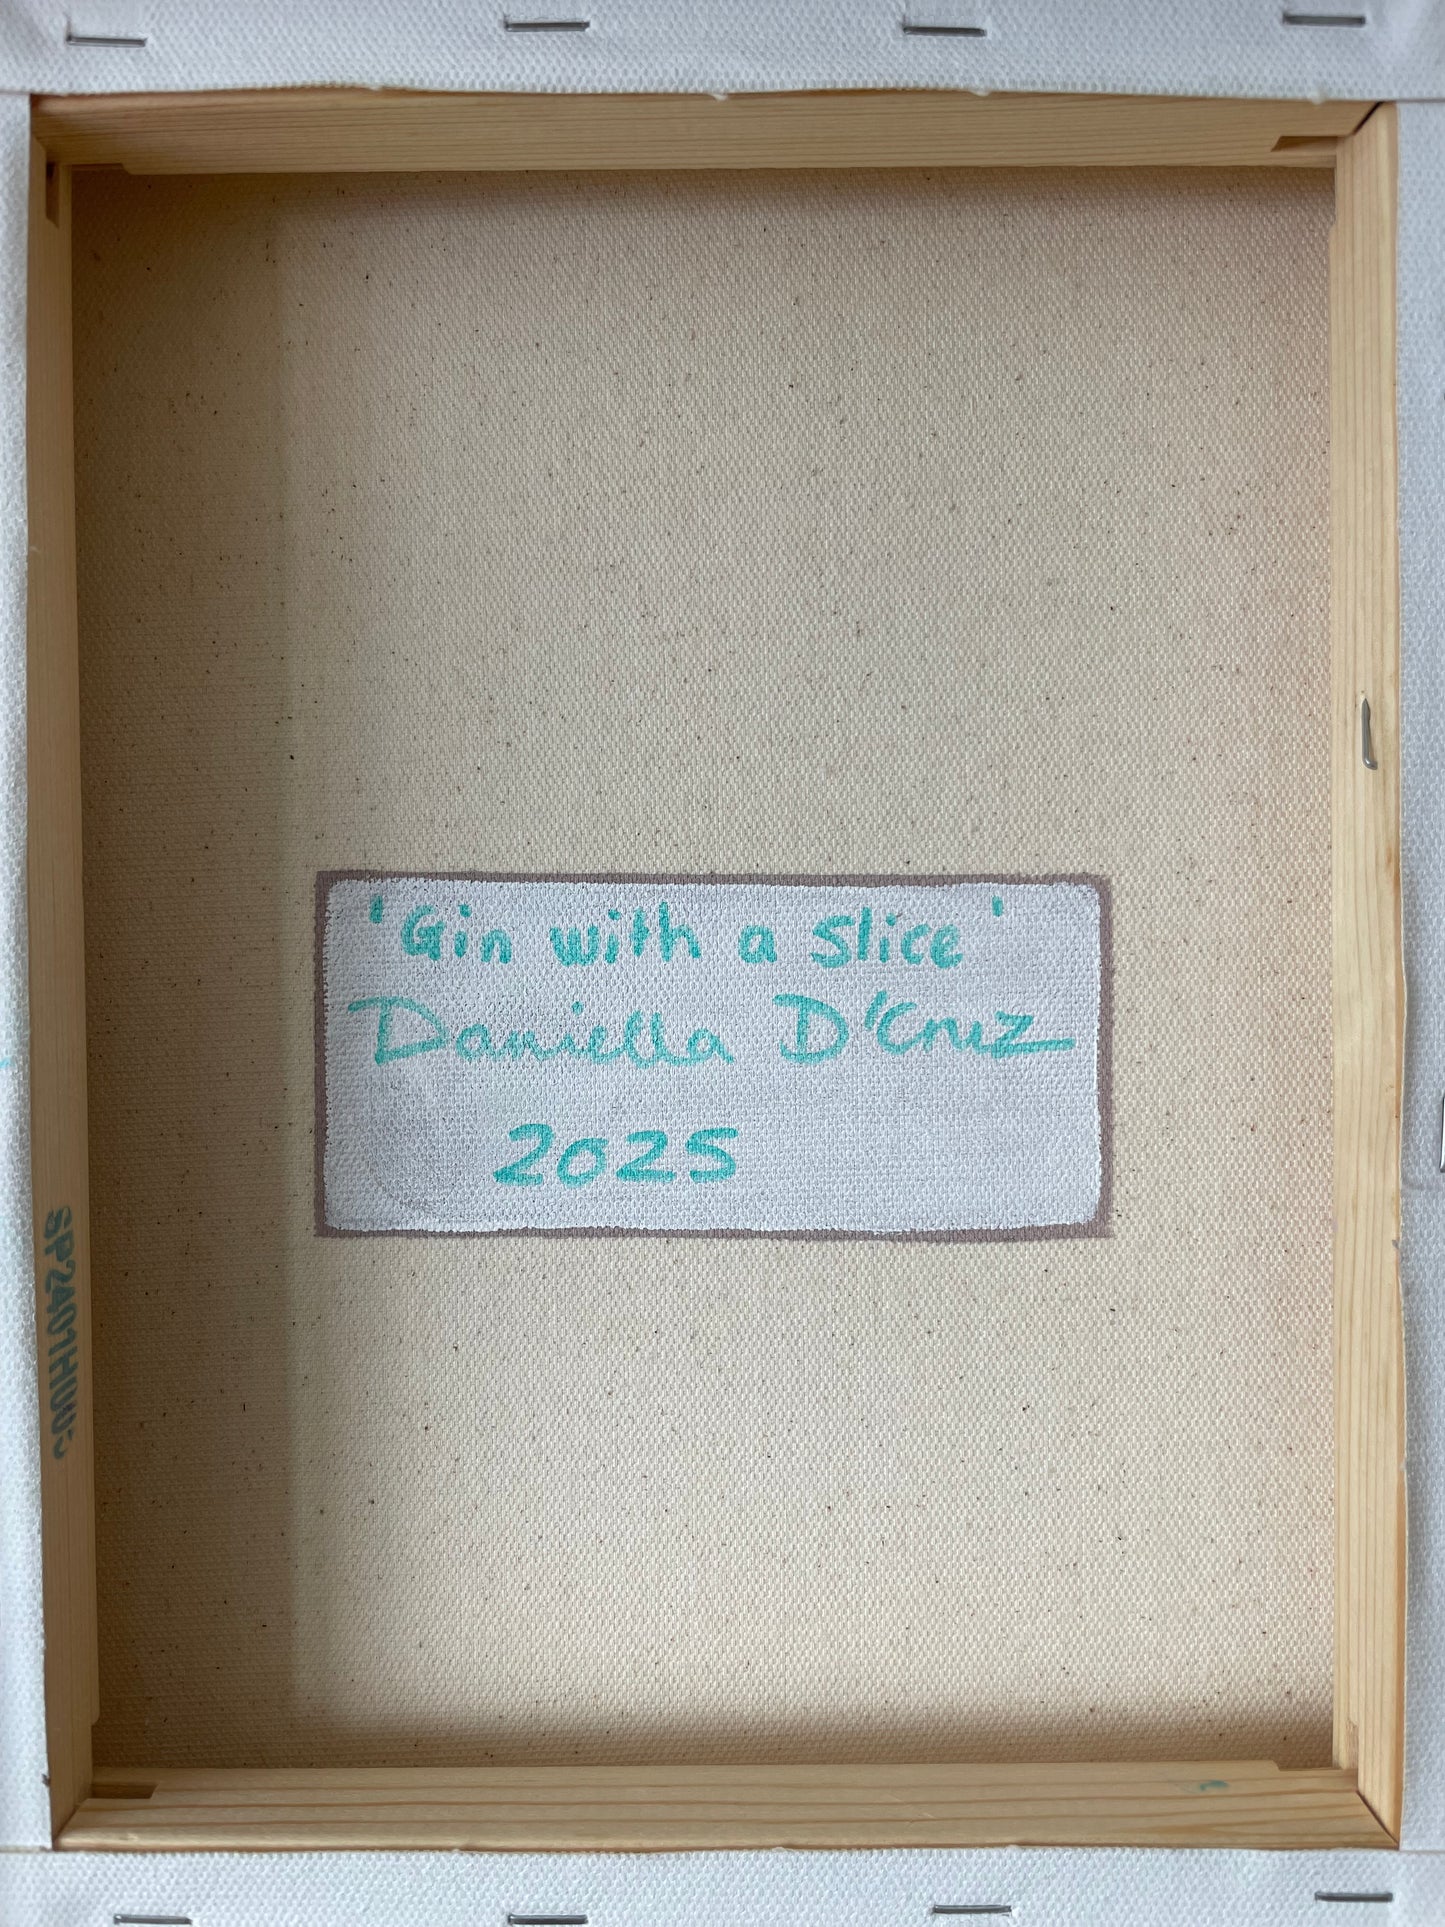 'Gin with a slice'
Daniella D'Cruz
2025